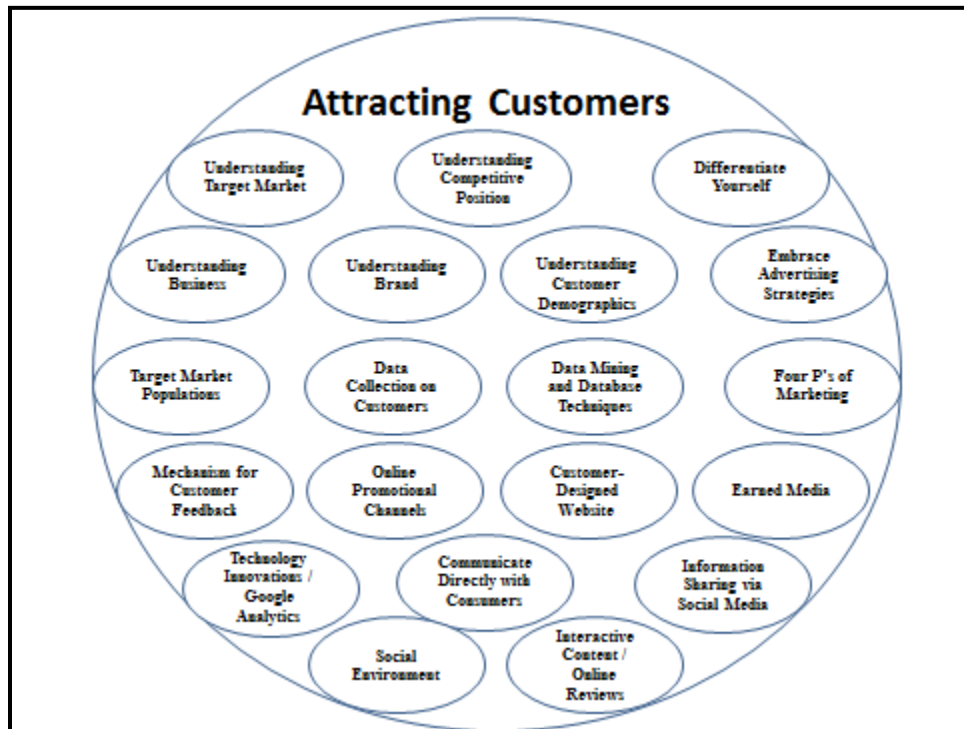 Attracting Customers
Understanding
Target Market
Understanding
Competitive
Position
Differentiate
Yourself
Understanding
Business
Understanding
Brand
Understanding
Customer
Demographics
Embrace
Advertising
Strategies
Target Market
Populations
Data
Collection on
Customers
Data Mining
and Database
Techniques
Four P's of
Marketing
Mechanism for
Customer
Feedback
Online
Promotional
Channels
Customer-
Designed
Website
Earned Media
Technology
Innovations /
Google
Analytics
Communicate
Directly with
Consumers
Information
Sharing via
Social Media
Social
Environment
Interactive
Content /
Online
Reviews